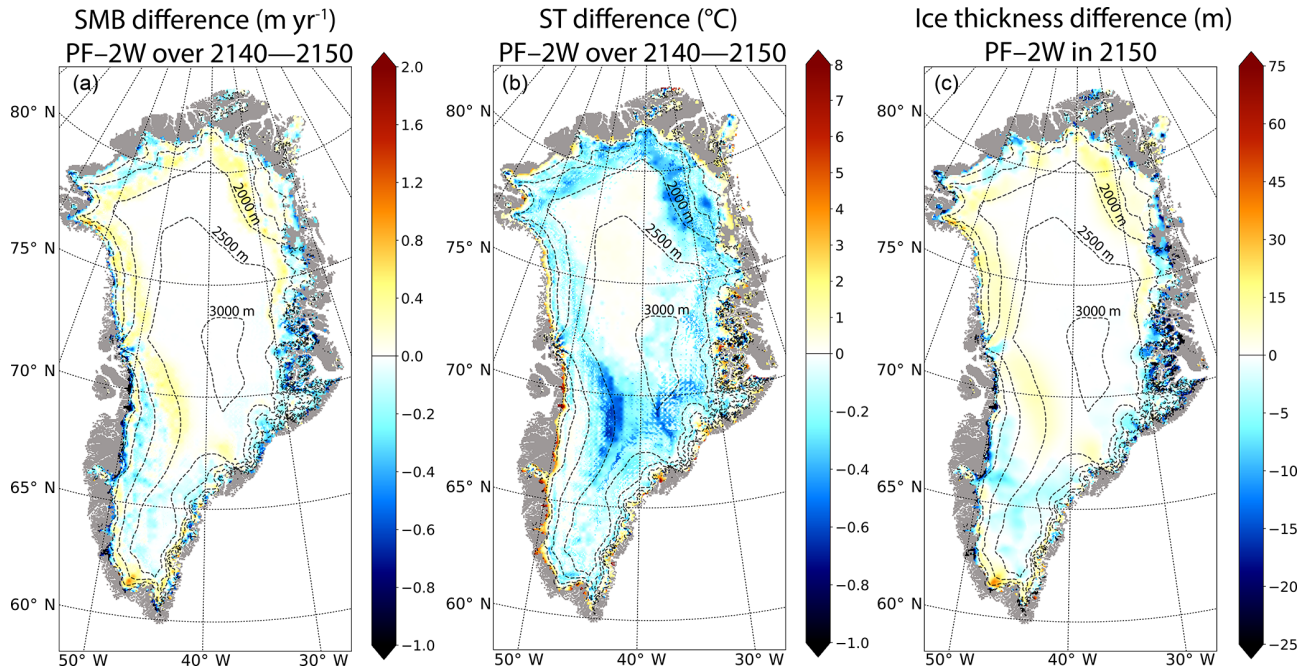 SMB difference (m yr⁻¹)
PF–2W over 2140—2150
(a)
80° N
75° N
70° N
65° N
60° N
50° W
40° W
30° W
2000 m
2500 m
3000 m
2.0
1.6
1.2
0.8
0.4
0.0
−0.2
−0.4
−0.6
−0.8
−1.0
ST difference (°C)
PF–2W over 2140—2150
(b)
80° N
75° N
70° N
65° N
60° N
50° W
40° W
30° W
2000 m
2500 m
3000 m
8
7
6
5
4
3
2
1
0
−0.2
−0.4
−0.6
−0.8
−1.0
Ice thickness difference (m)
PF–2W in 2150
(c)
80° N
75° N
70° N
65° N
60° N
50° W
40° W
30° W
2000 m
2500 m
3000 m
75
60
45
30
15
0
−5
−10
−15
−20
−25